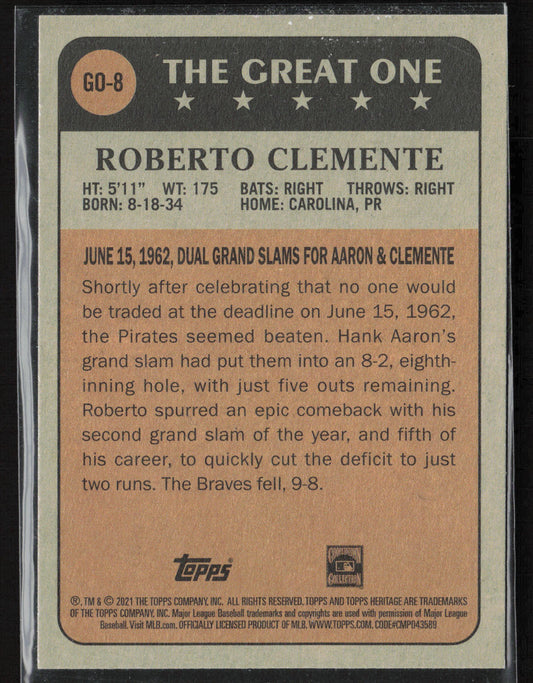 GO-8
THE GREAT ONE
ROBERTO CLEMENTE
HT: 5'11" WT: 175 BATS: RIGHT THROWS: RIGHT
BORN: 8-18-34 HOME: CAROLINA, PR
JUNE 15, 1962, DUAL GRAND SLAMS FOR AARON & CLEMENTE
Shortly after celebrating that no one would
be traded at the deadline on June 15, 1962,
the Pirates seemed beaten. Hank Aaron's
grand slam had put them into an 8-2, eighth-
inning hole, with just five outs remaining.
Roberto spurred an epic comeback with his
second grand slam of the year, and fifth of
his career, to quickly cut the deficit to just
two runs. The Braves fell, 9-8.
TOPPS
COOPERSTOWN
COLLECTION
®, TM & © 2021 THE TOPPS COMPANY, INC. ALL RIGHTS RESERVED. TOPPS AND TOPPS HERITAGE ARE TRADEMARKS
OF THE TOPPS COMPANY, INC. Major League Baseball trademarks and copyrights are used with permission of Major League
Baseball. Visit MLB.com. OFFICIALLY LICENSED PRODUCT OF MLB. WWW.TOPPS.COM. CODE#CMP043589